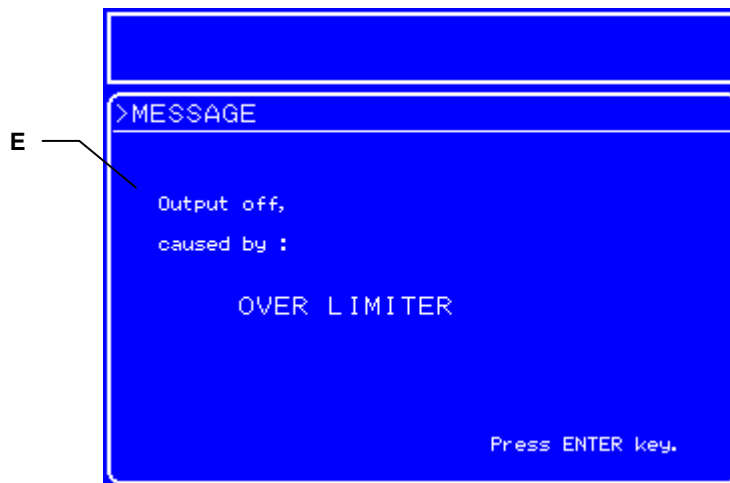 >MESSAGE
E
Output off,
caused by :
OVER LIMITER
Press ENTER key.